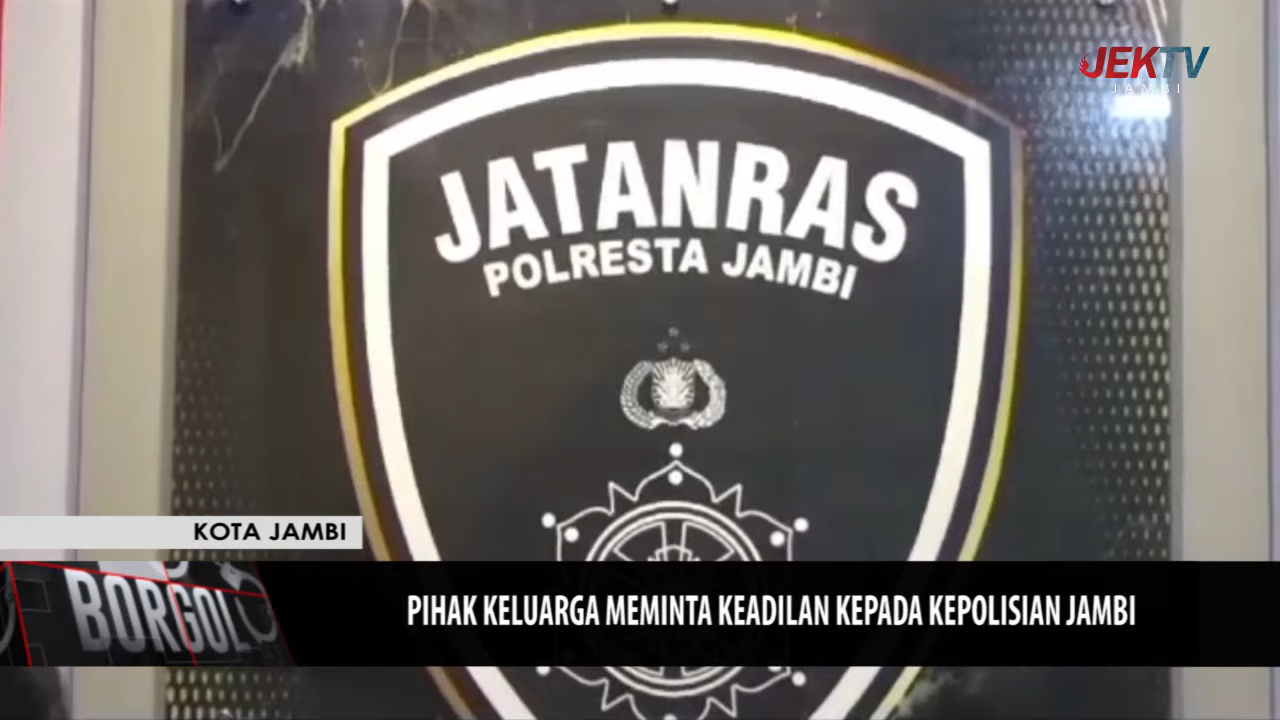 JEKTV
JAMBI
JATANRAS
POLRESTA JAMBI
KOTA JAMBI
BORGOL
PIHAK KELUARGA MEMINTA KEADILAN KEPADA KEPOLISIAN JAMBI